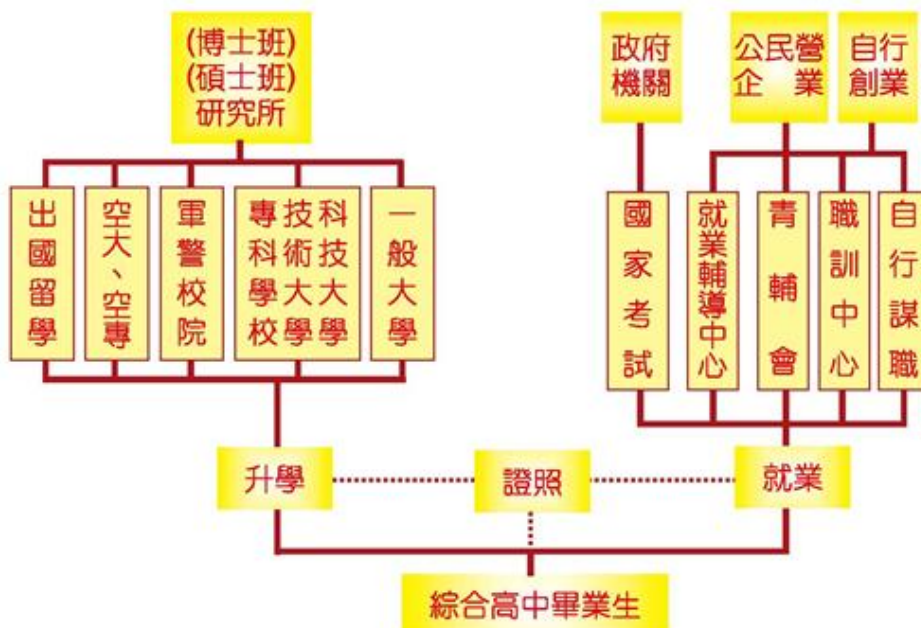 (博士班)
(碩士班)
研究所
政府
機關
公民營
企業
自行
創業
出國留學
空大、空專
軍警校院
科技大學
技術大學
專科學校
一般大學
國家考試
就業輔導中心
青輔會
職訓中心
自行謀職
升學
證照
就業
綜合高中畢業生